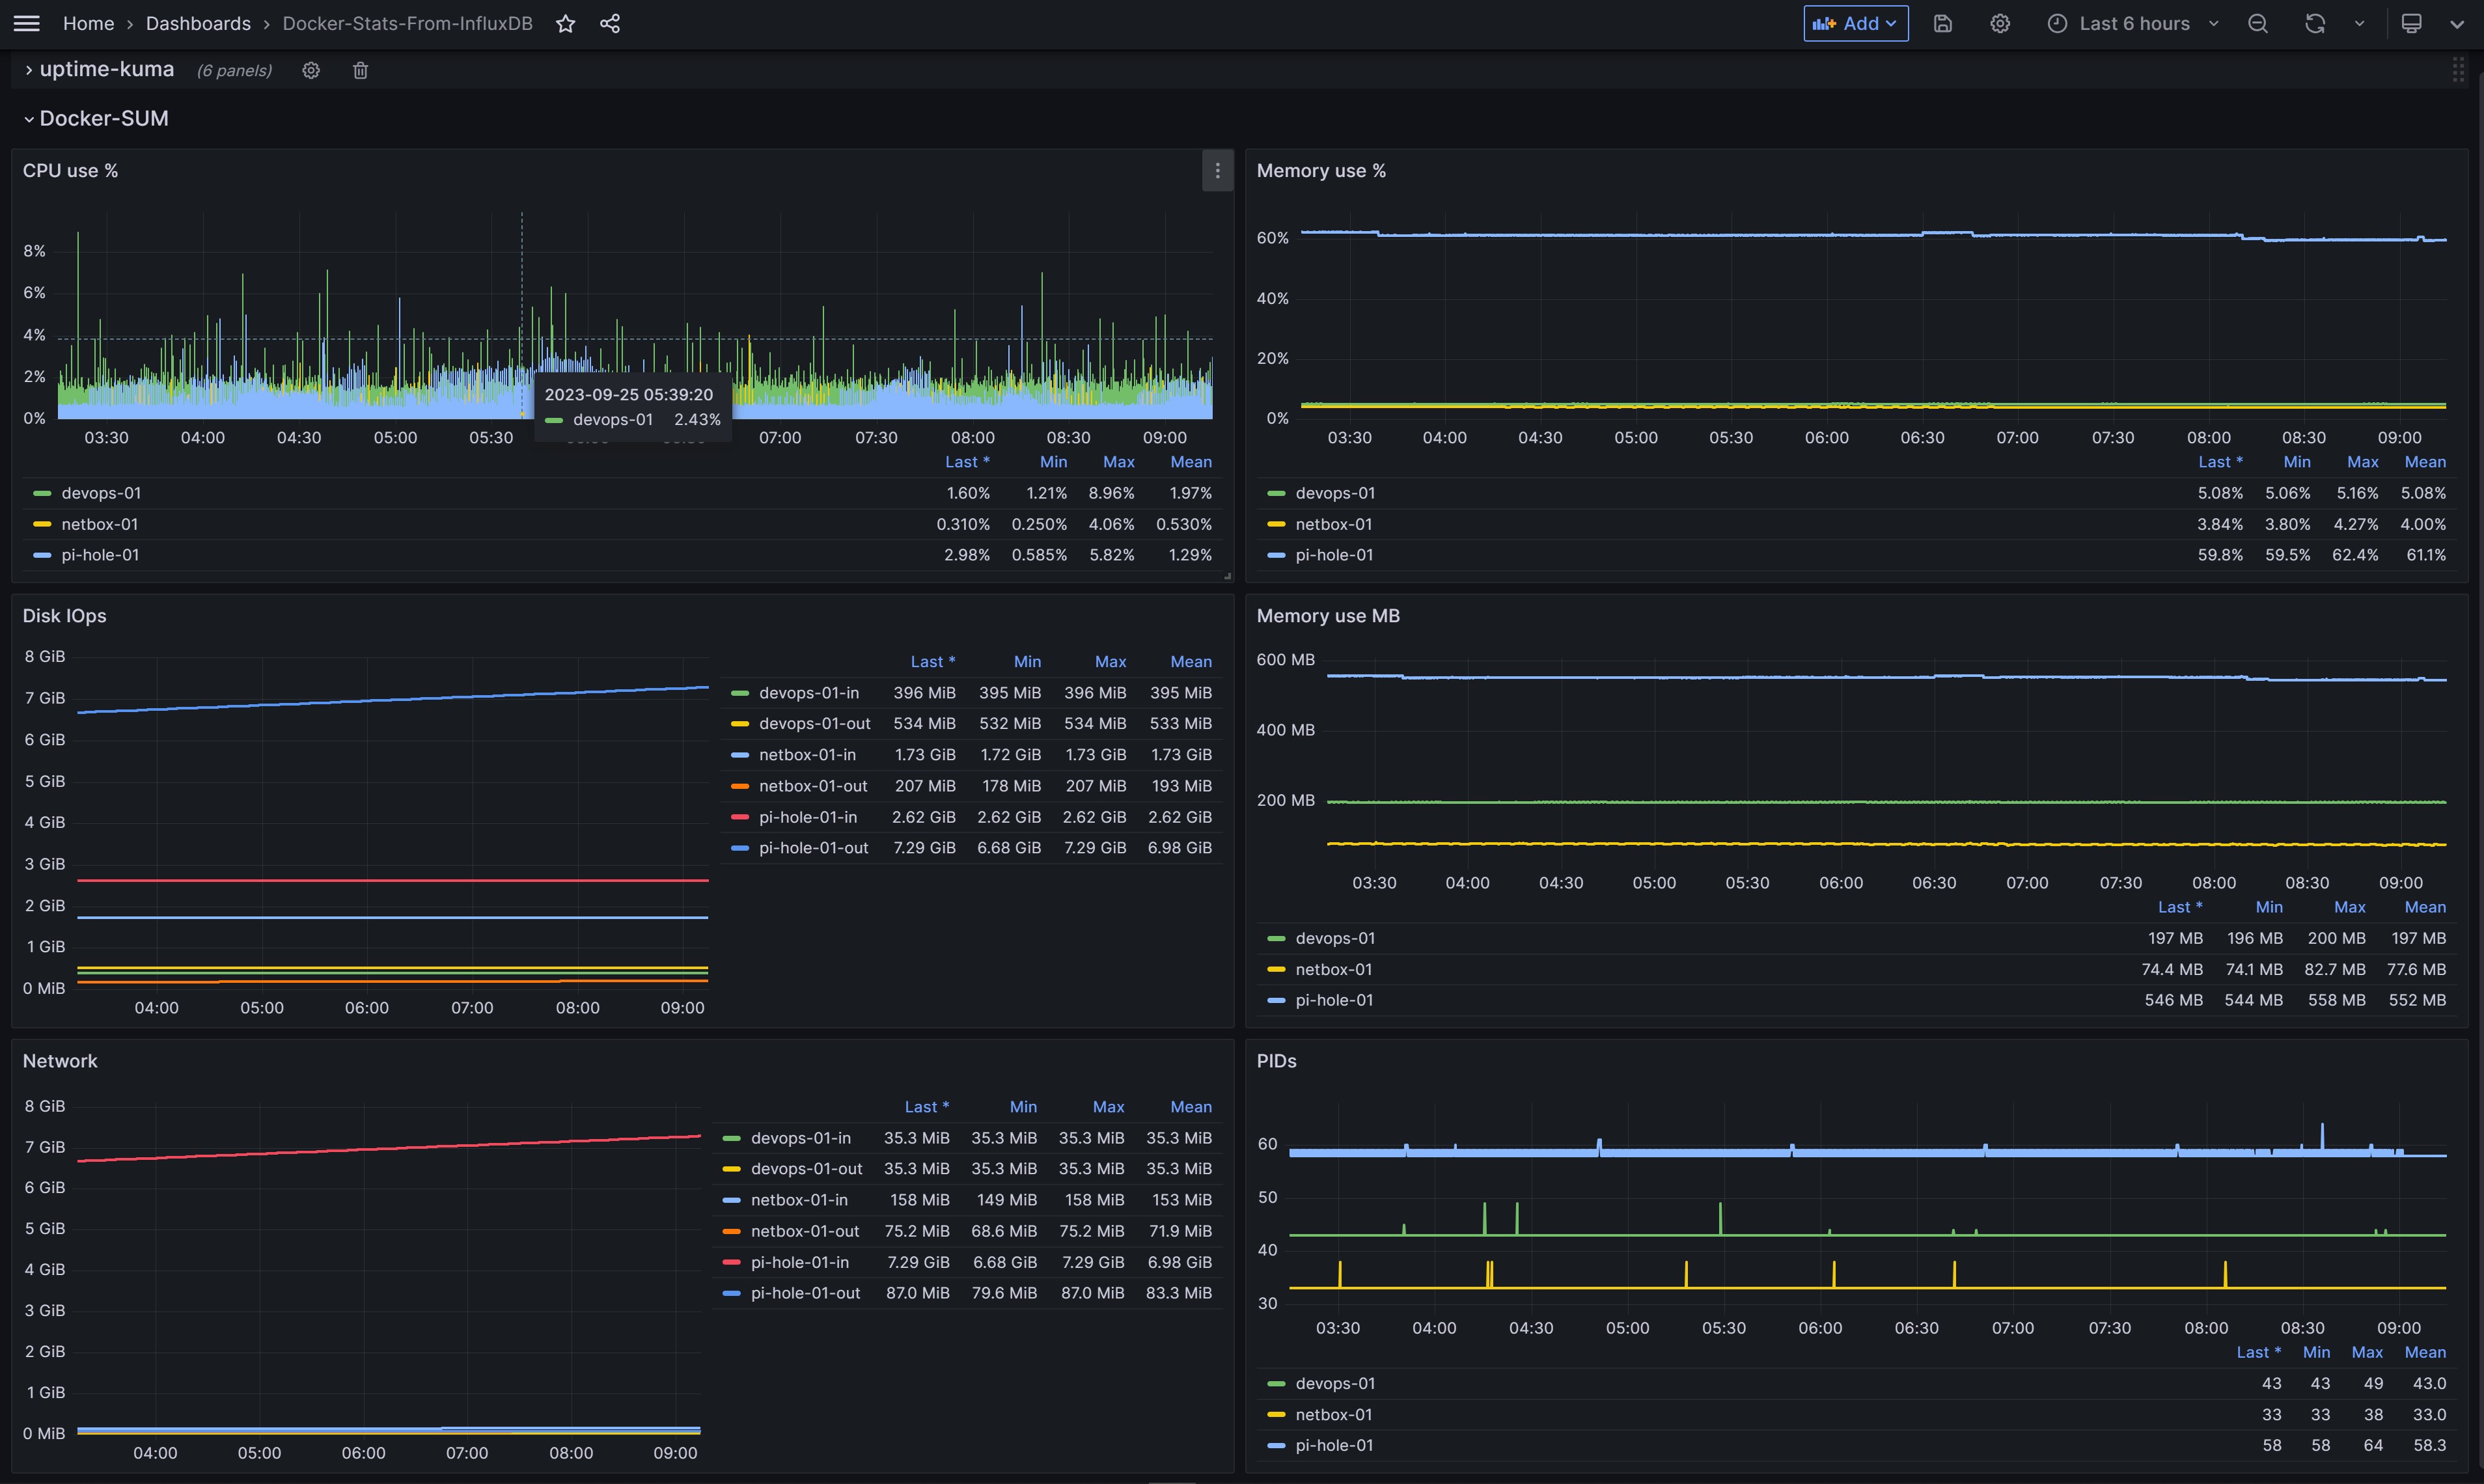 Home › Dashboards › Docker-Stats-From-InfluxDB Add Last 6 hours
uptime-kuma (6 panels)
Docker-SUM
CPU use %
8%
6%
4%
2%
0%
2023-09-25 05:39:20
devops-01 2.43%
03:30 04:00 04:30 05:00 05:30 07:00 07:30 08:00 08:30 09:00
Last * Min Max Mean
devops-01 1.60% 1.21% 8.96% 1.97%
netbox-01 0.310% 0.250% 4.06% 0.530%
pi-hole-01 2.98% 0.585% 5.82% 1.29%
Memory use %
60%
40%
20%
0%
03:30 04:00 04:30 05:00 05:30 06:00 06:30 07:00 07:30 08:00 08:30 09:00
Last * Min Max Mean
devops-01 5.08% 5.06% 5.16% 5.08%
netbox-01 3.84% 3.80% 4.27% 4.00%
pi-hole-01 59.8% 59.5% 62.4% 61.1%
Disk IOps
8 GiB
7 GiB
6 GiB
5 GiB
4 GiB
3 GiB
2 GiB
1 GiB
0 MiB
04:00 05:00 06:00 07:00 08:00 09:00
Last * Min Max Mean
devops-01-in 396 MiB 395 MiB 396 MiB 395 MiB
devops-01-out 534 MiB 532 MiB 534 MiB 533 MiB
netbox-01-in 1.73 GiB 1.72 GiB 1.73 GiB 1.73 GiB
netbox-01-out 207 MiB 178 MiB 207 MiB 193 MiB
pi-hole-01-in 2.62 GiB 2.62 GiB 2.62 GiB 2.62 GiB
pi-hole-01-out 7.29 GiB 6.68 GiB 7.29 GiB 6.98 GiB
Memory use MB
600 MB
400 MB
200 MB
03:30 04:00 04:30 05:00 05:30 06:00 06:30 07:00 07:30 08:00 08:30 09:00
Last * Min Max Mean
devops-01 197 MB 196 MB 200 MB 197 MB
netbox-01 74.4 MB 74.1 MB 82.7 MB 77.6 MB
pi-hole-01 546 MB 544 MB 558 MB 552 MB
Network
8 GiB
7 GiB
6 GiB
5 GiB
4 GiB
3 GiB
2 GiB
1 GiB
0 MiB
04:00 05:00 06:00 07:00 08:00 09:00
Last * Min Max Mean
devops-01-in 35.3 MiB 35.3 MiB 35.3 MiB 35.3 MiB
devops-01-out 35.3 MiB 35.3 MiB 35.3 MiB 35.3 MiB
netbox-01-in 158 MiB 149 MiB 158 MiB 153 MiB
netbox-01-out 75.2 MiB 68.6 MiB 75.2 MiB 71.9 MiB
pi-hole-01-in 7.29 GiB 6.68 GiB 7.29 GiB 6.98 GiB
pi-hole-01-out 87.0 MiB 79.6 MiB 87.0 MiB 83.3 MiB
PIDs
60
50
40
30
03:30 04:00 04:30 05:00 05:30 06:00 06:30 07:00 07:30 08:00 08:30 09:00
Last * Min Max Mean
devops-01 43 43 49 43.0
netbox-01 33 33 38 33.0
pi-hole-01 58 58 64 58.3